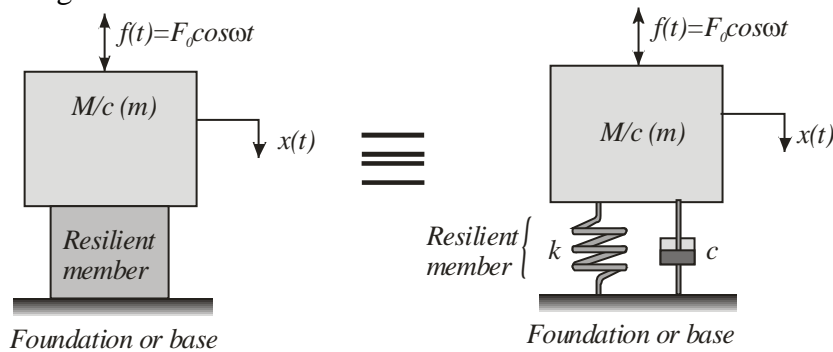 f(t)=F₀cosωt
M/c (m)
x(t)
Resilient
member
Foundation or base
f(t)=F₀cosωt
M/c (m)
x(t)
Resilient
member
k
c
Foundation or base